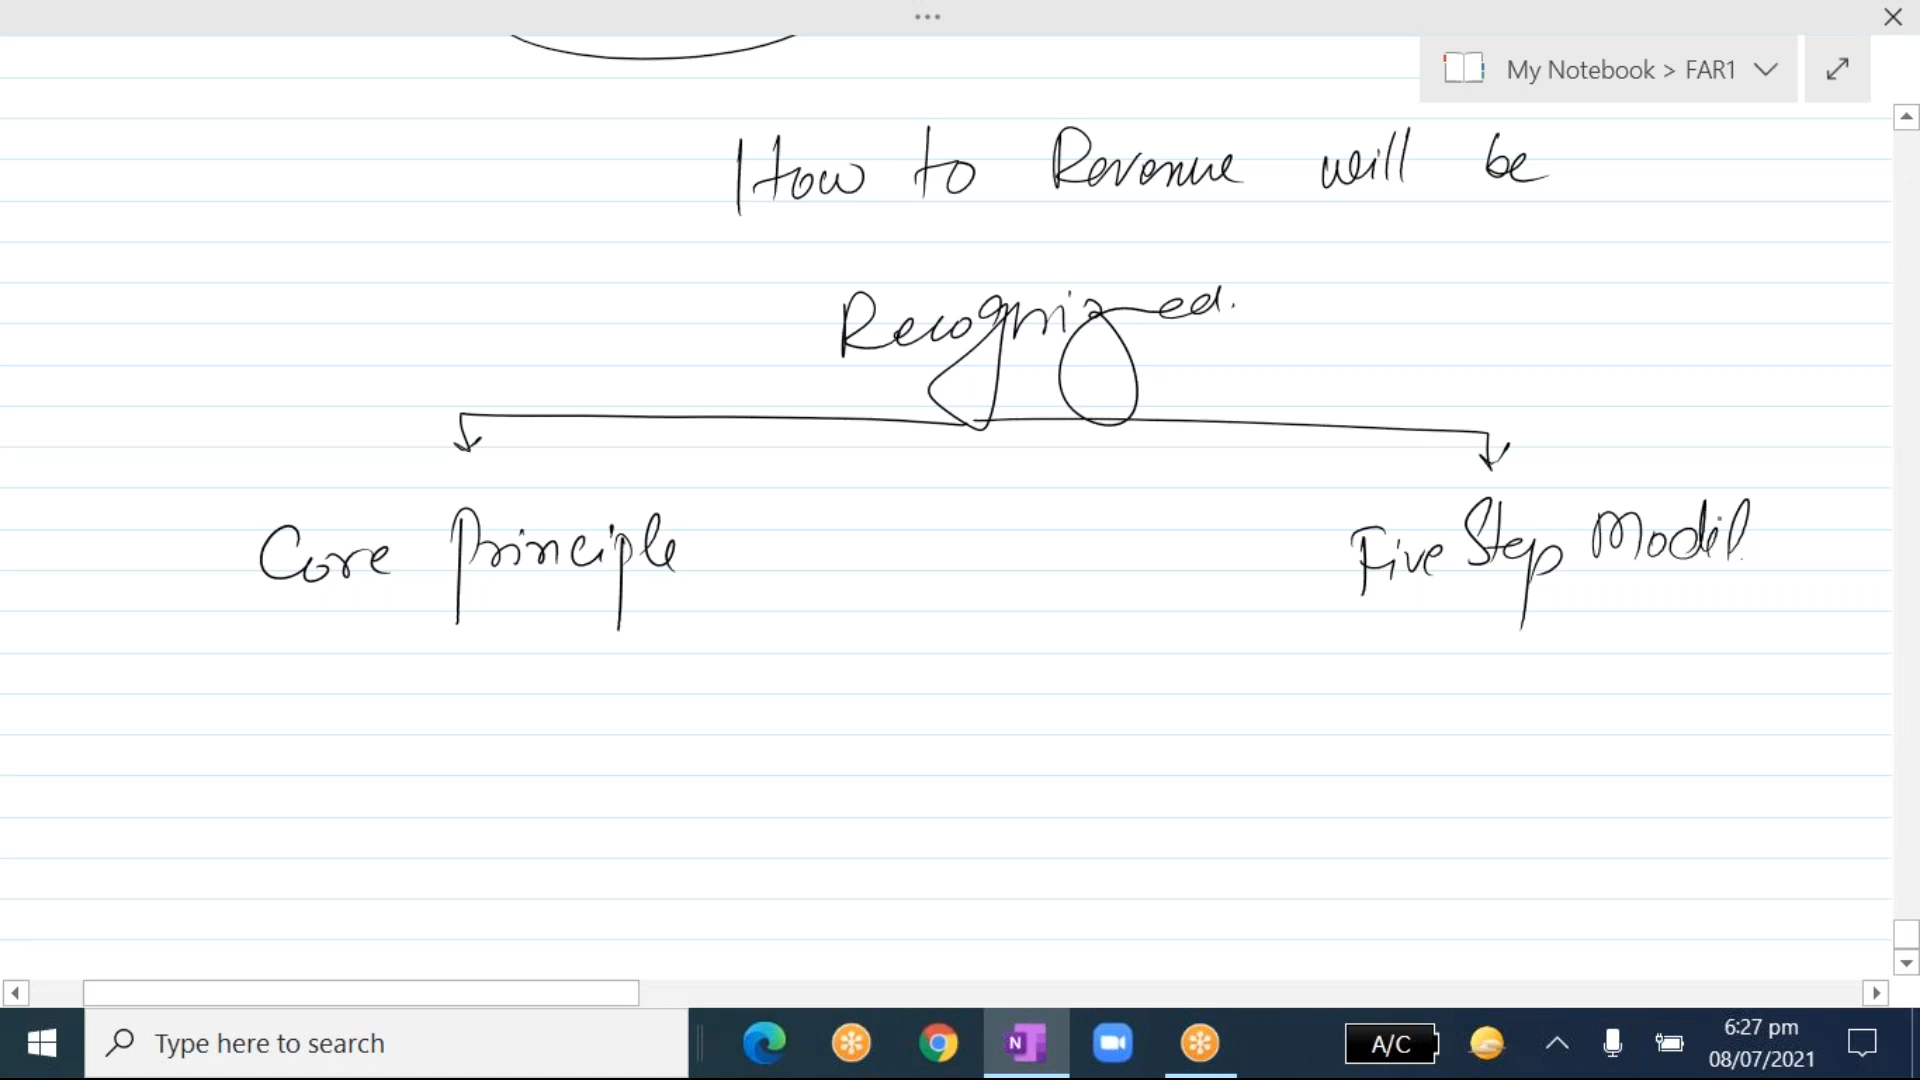 My Notebook > FAR1
How to Revenue will be
Recognized.
Core Principle
Five Step Model
Type here to search
N
A/C
6:27 pm
08/07/2021